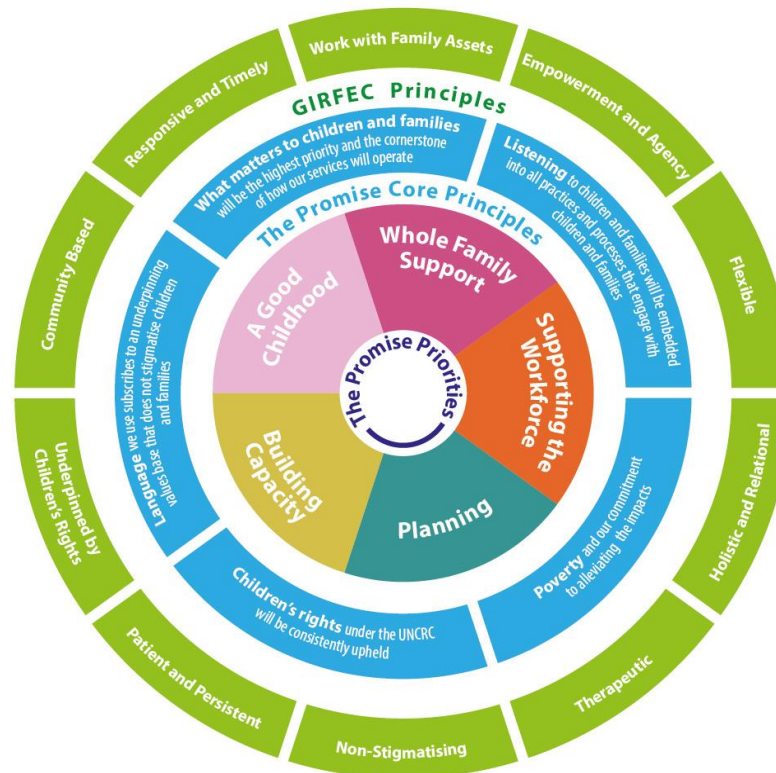 Work with Family Assets
Empowerment and Agency
Flexible
Holistic and Relational
Therapeutic
Non-Stigmatising
Patient and Persistent
Underpinned by
Children's Rights
Community Based
Responsive and Timely
GIRFEC Principles
What matters to children and families
will be the highest priority and the cornerstone
of how our services will operate
Listening to children and families will be embedded
into all practices and processes that engage with
children and families
Poverty and our commitment
to alleviating the impacts
Children's rights under the UNCRC
will be consistently upheld
Language we use subscribes to an underpinning
values base that does not stigmatise children
and families
The Promise Core Principles
Whole Family
Support
Supporting the
Workforce
Planning
Building
Capacity
A Good
Childhood
The Promise Priorities